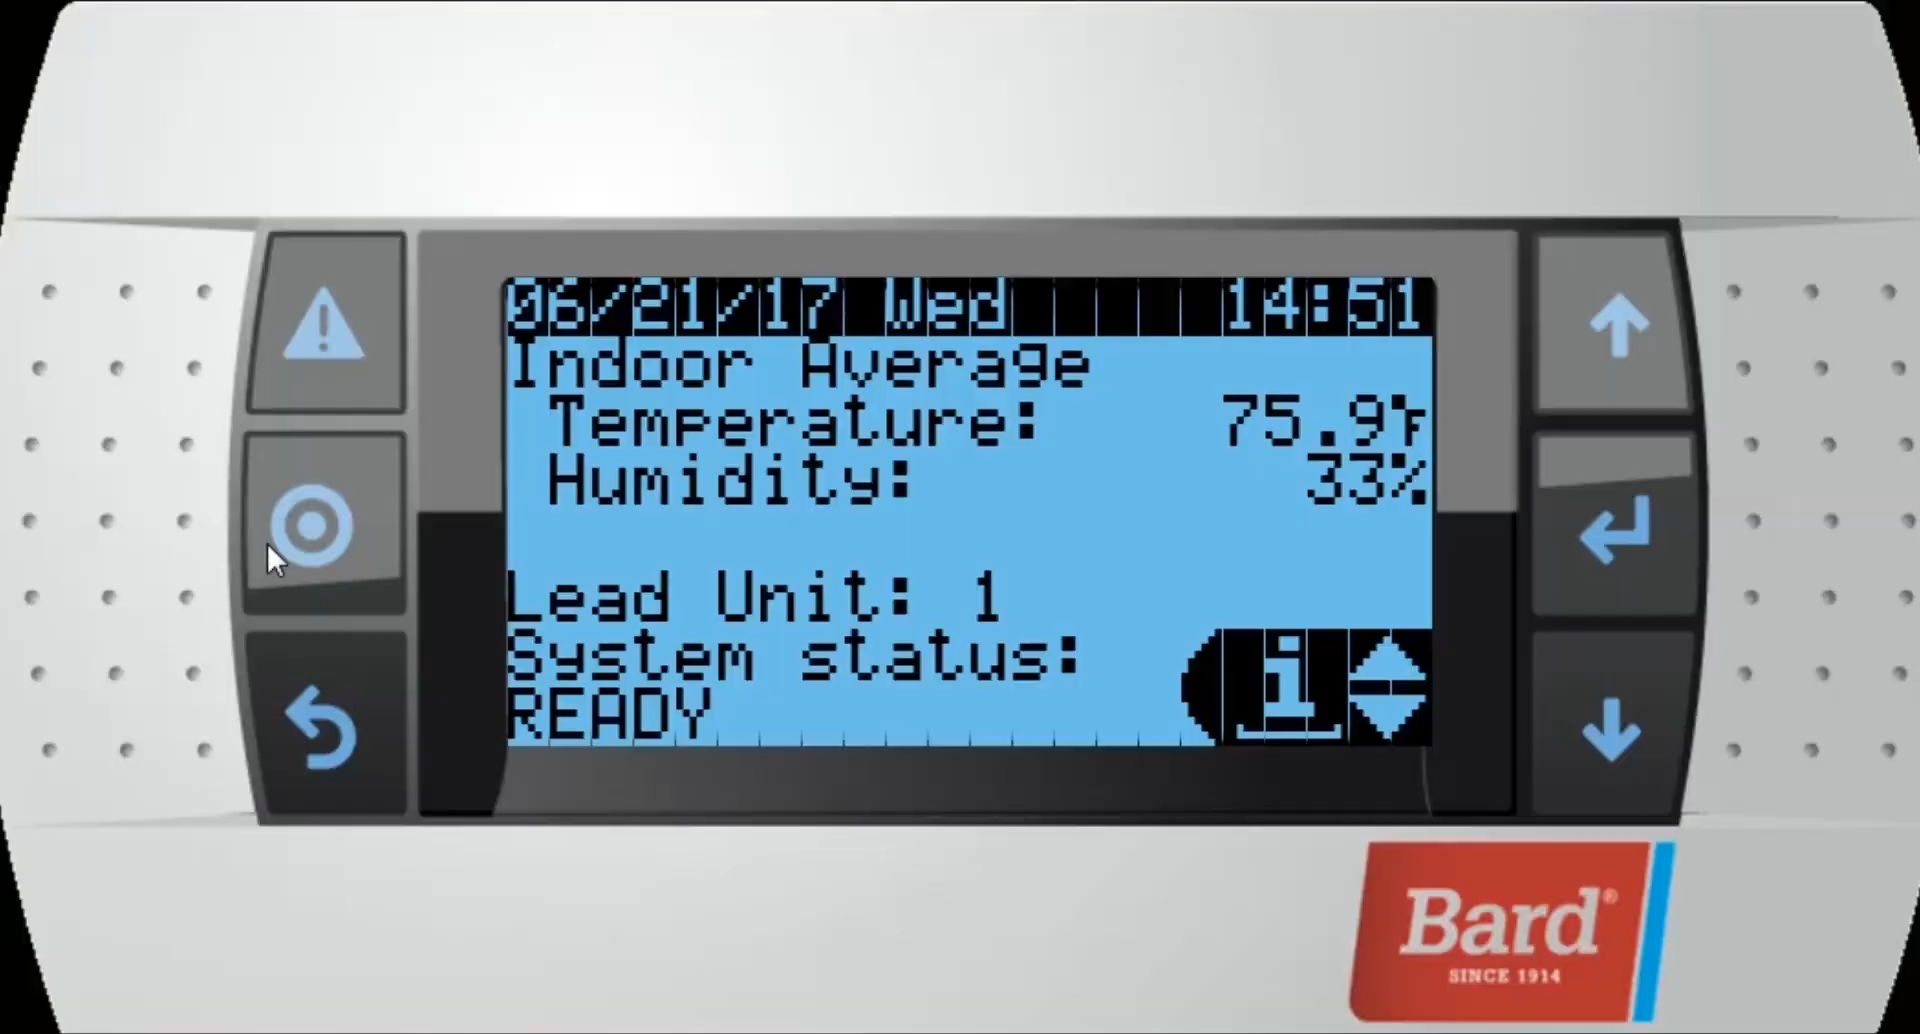 06/21/17 Wed 14:51
Indoor Average
Temperature: 75.9°F
Humidity: 33%
Lead Unit: 1
System status:
READY
i
Bard®
SINCE 1914